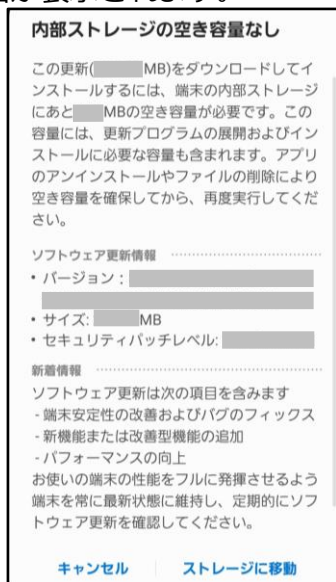 内部ストレージの空き容量なし
この更新( MB)をダウンロードしてイ
ンストールするには、端末の内部ストレージ
にあと MBの空き容量が必要です。この
容量には、更新プログラムの展開およびイン
ストールに必要な容量も含まれます。アプリ
のアンインストールやファイルの削除により
空き容量を確保してから、再度実行してくだ
さい。
ソフトウェア更新情報
・バージョン :
・サイズ: MB
・セキュリティパッチレベル:
新着情報
ソフトウェア更新は次の項目を含みます
- 端末安定性の改善およびバグのフィックス
- 新機能または改善型機能の追加
- パフォーマンスの向上
お使いの端末の性能をフルに発揮させるよう
端末を常に最新状態に維持し、定期的にソフ
トウェア更新を確認してください。
キャンセル ストレージに移動